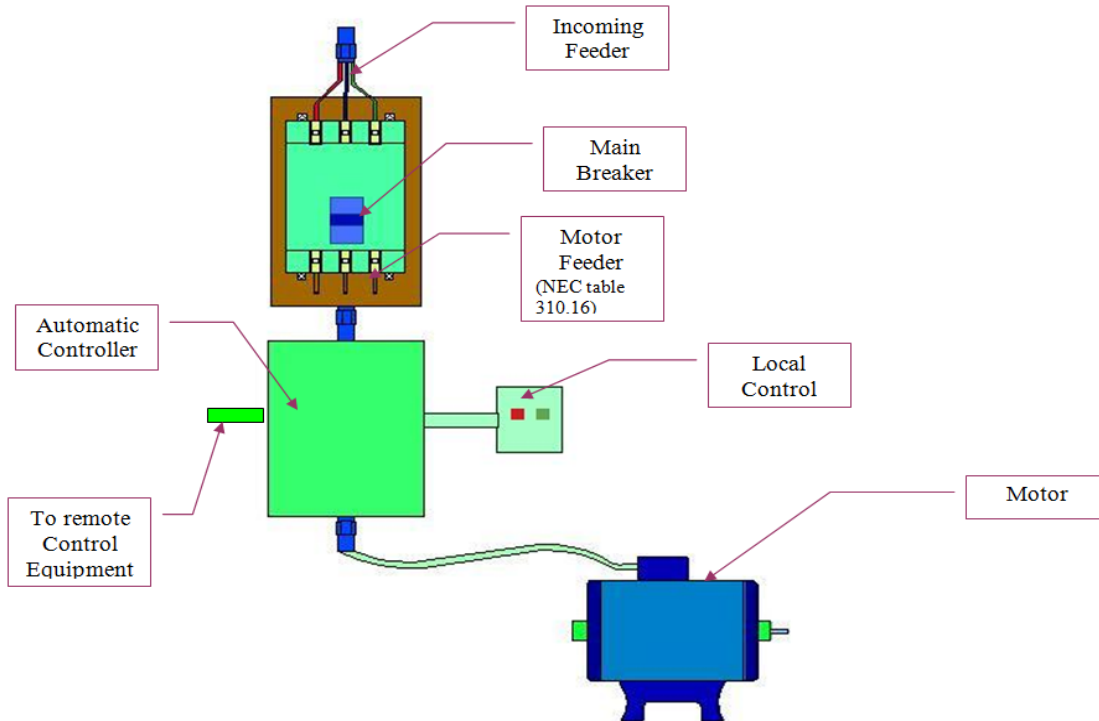 Incoming
Feeder
Main
Breaker
Motor
Feeder
(NEC table
310.16)
Automatic
Controller
Local
Control
Motor
To remote
Control
Equipment